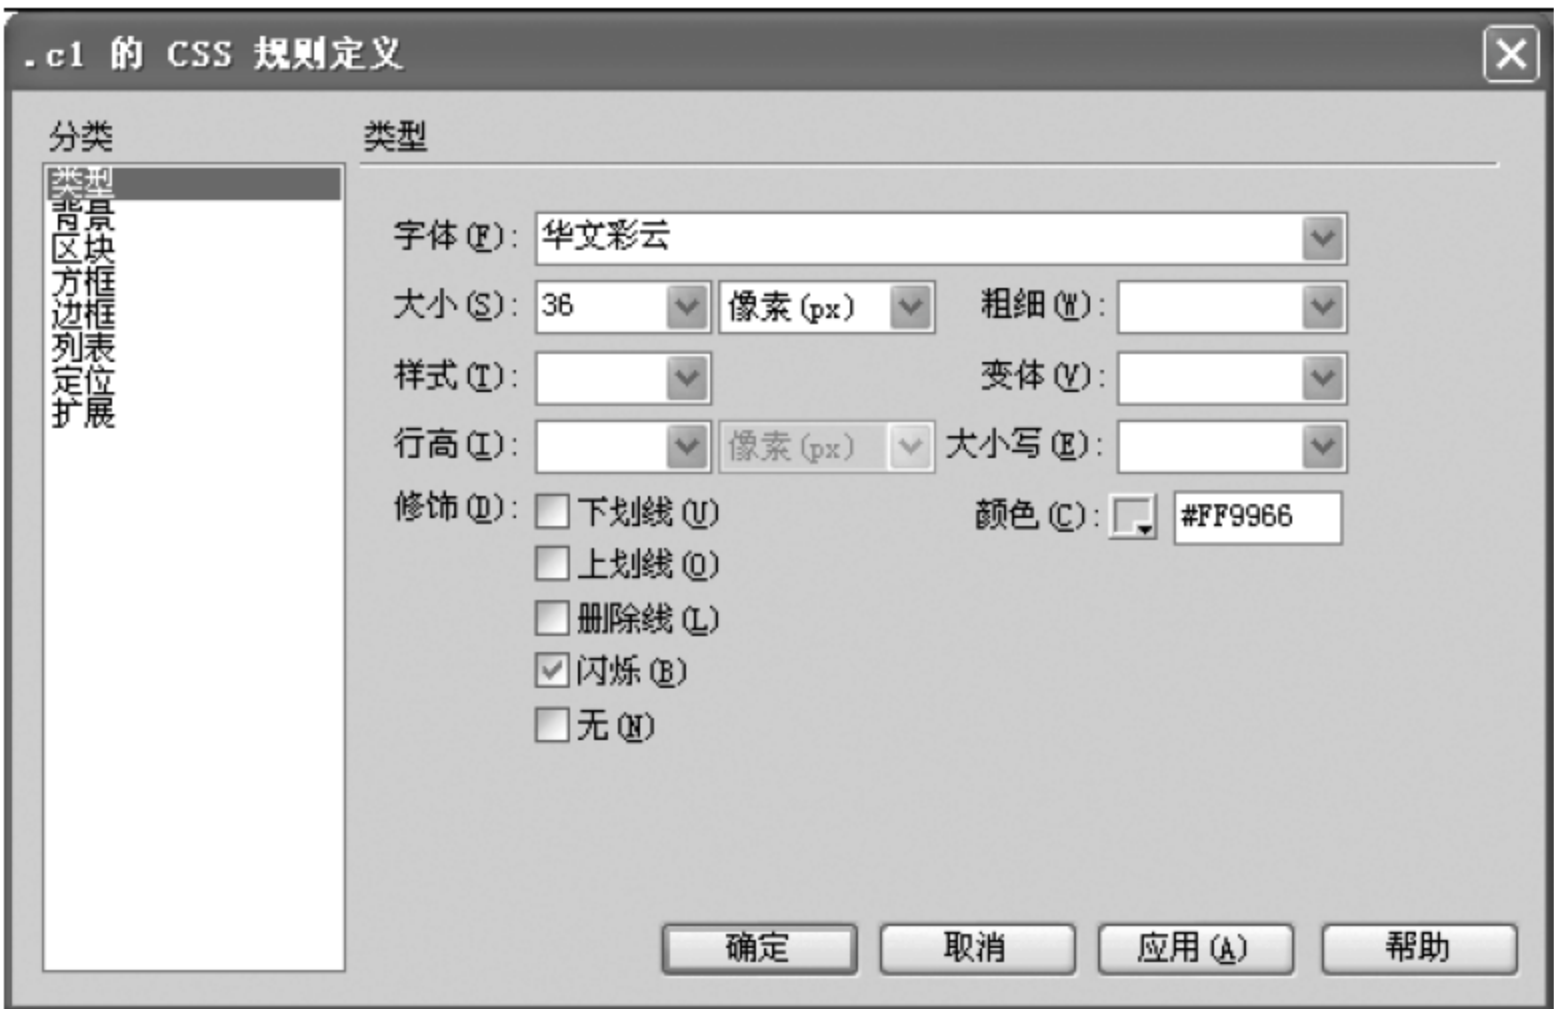 .c1 的 CSS 规则定义
分类
类型
背景
区块
方框
边框
列表
定位
扩展
类型
字体(F): 华文彩云
大小(S): 36 像素(px) 粗细(W):
样式(T): 变体(V):
行高(I): 像素(px) 大小写(E):
修饰(D): 下划线(U) 颜色(C): #FF9966
上划线(O)
删除线(L)
闪烁(B)
无(N)
确定 取消 应用(A) 帮助